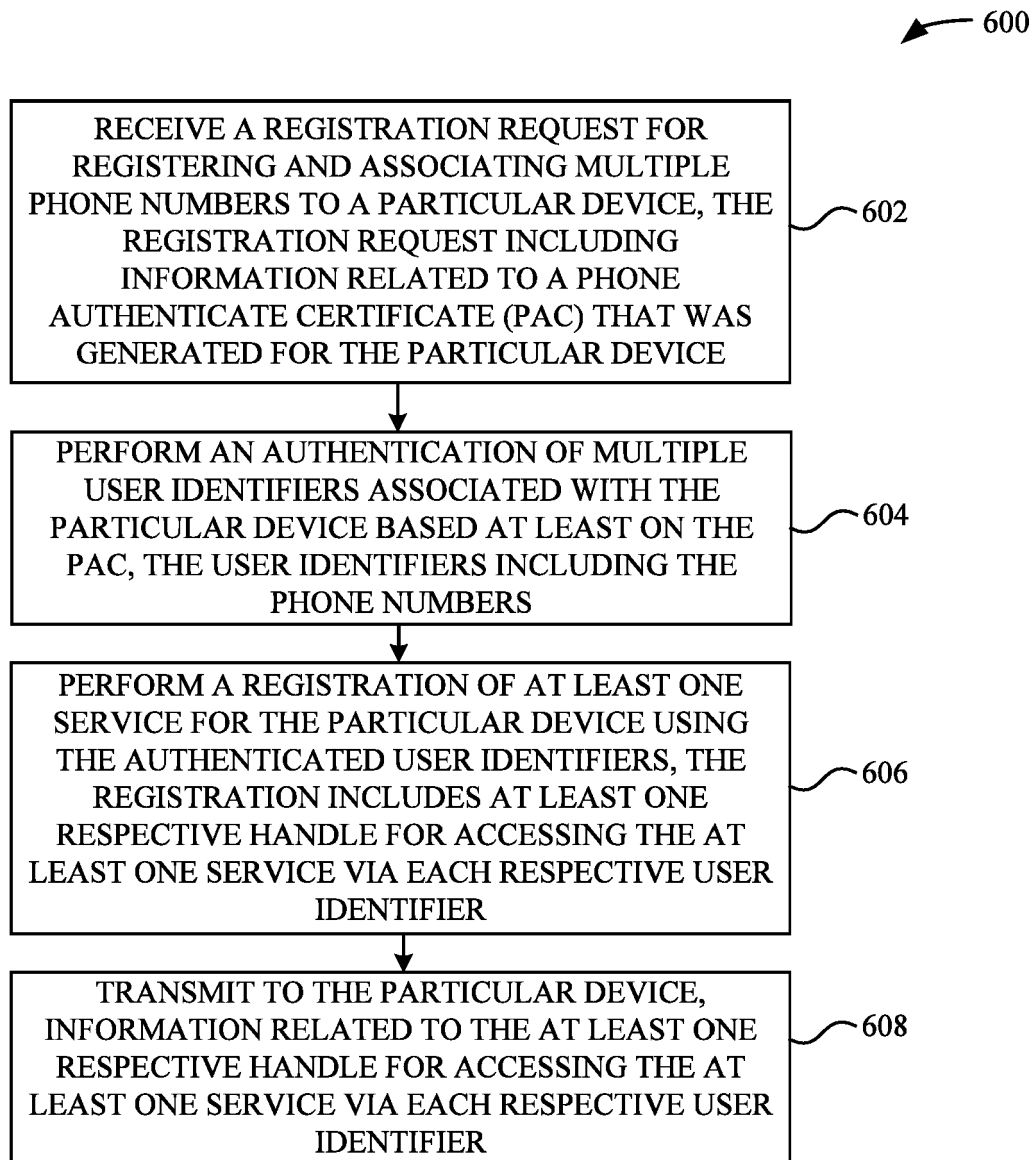 600
RECEIVE A REGISTRATION REQUEST FOR
REGISTERING AND ASSOCIATING MULTIPLE
PHONE NUMBERS TO A PARTICULAR DEVICE, THE
REGISTRATION REQUEST INCLUDING
INFORMATION RELATED TO A PHONE
AUTHENTICATE CERTIFICATE (PAC) THAT WAS
GENERATED FOR THE PARTICULAR DEVICE
602
PERFORM AN AUTHENTICATION OF MULTIPLE
USER IDENTIFIERS ASSOCIATED WITH THE
PARTICULAR DEVICE BASED AT LEAST ON THE
PAC, THE USER IDENTIFIERS INCLUDING THE
PHONE NUMBERS
604
PERFORM A REGISTRATION OF AT LEAST ONE
SERVICE FOR THE PARTICULAR DEVICE USING
THE AUTHENTICATED USER IDENTIFIERS, THE
REGISTRATION INCLUDES AT LEAST ONE
RESPECTIVE HANDLE FOR ACCESSING THE AT
LEAST ONE SERVICE VIA EACH RESPECTIVE USER
IDENTIFIER
606
TRANSMIT TO THE PARTICULAR DEVICE,
INFORMATION RELATED TO THE AT LEAST ONE
RESPECTIVE HANDLE FOR ACCESSING THE AT
LEAST ONE SERVICE VIA EACH RESPECTIVE USER
IDENTIFIER
608